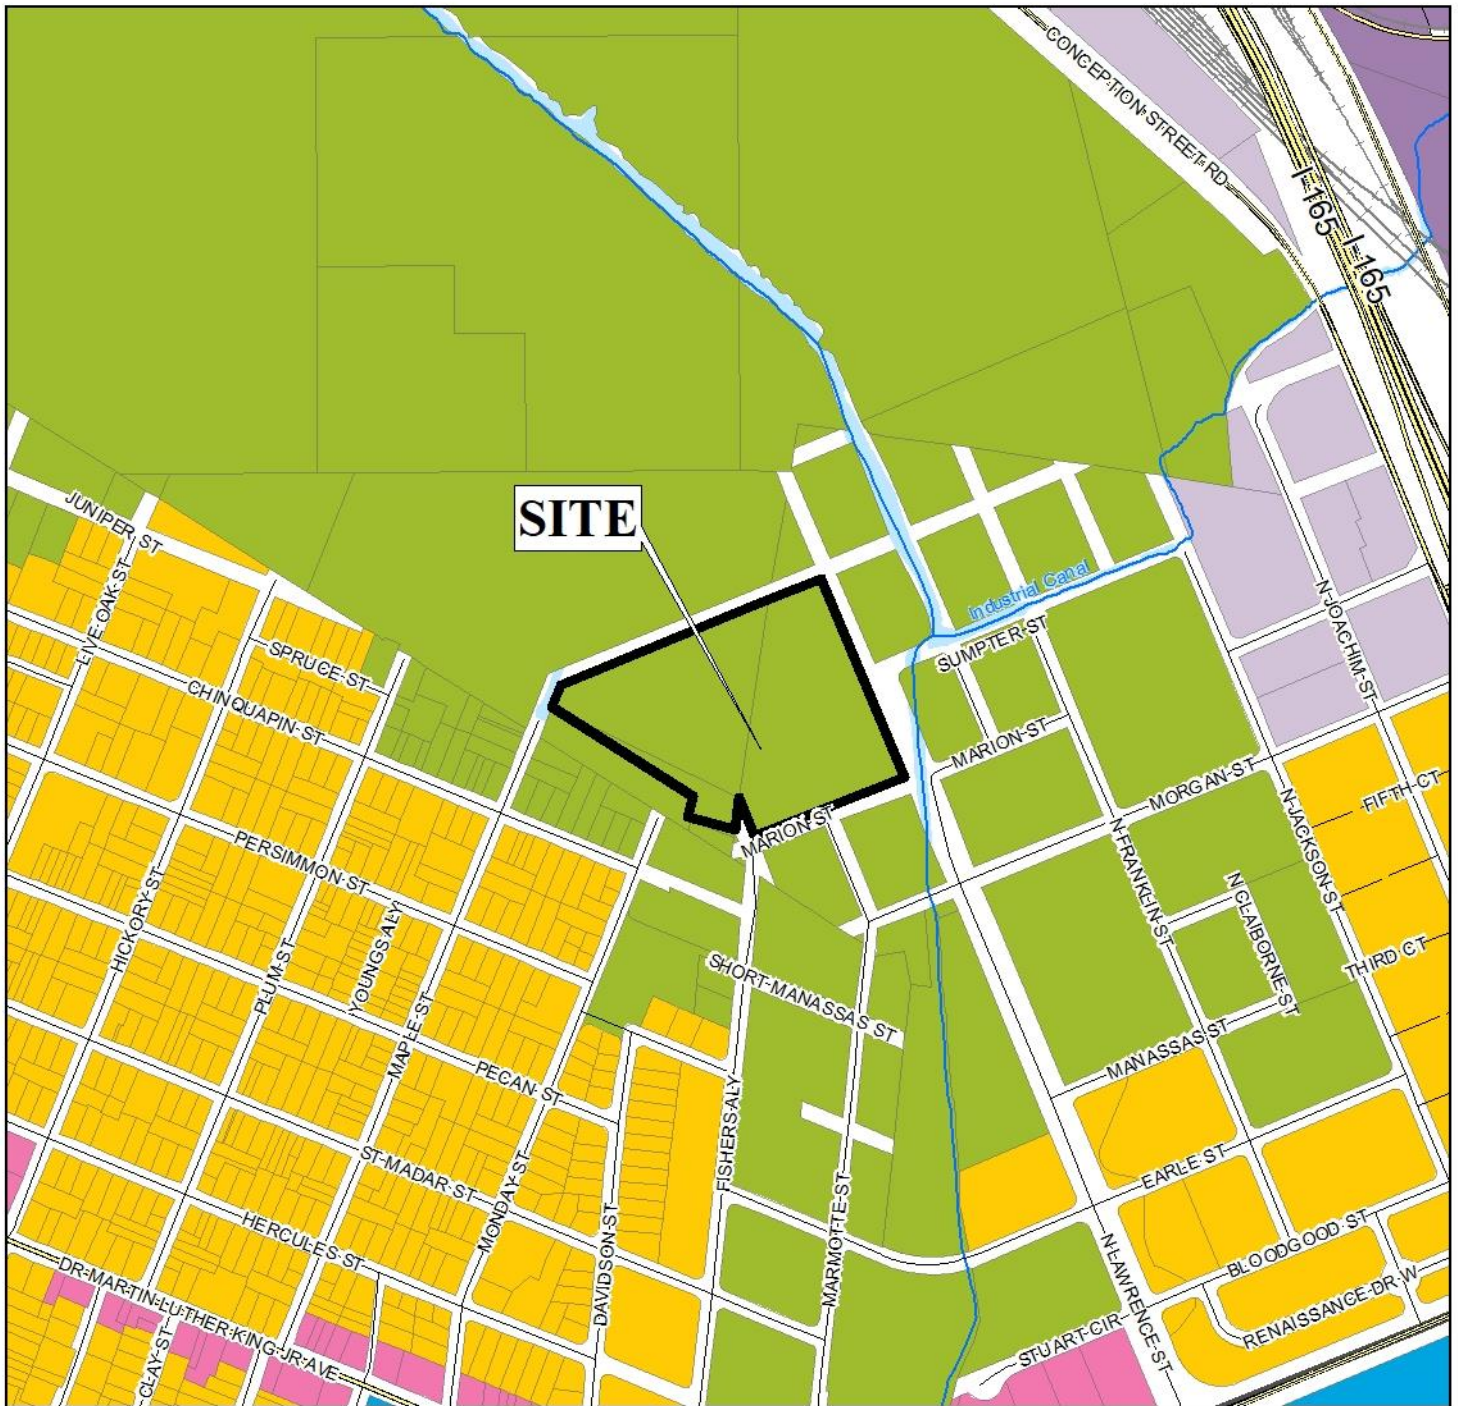 CONCEPTION STREET RD
I-165
I-165
SITE
JUNIPER ST
LIVE OAK ST
Industrial Canal
SUMPTER ST
N JOACHIM ST
SPRUCE ST
CHINQUAPIN ST
MARION ST
MORGAN ST
FIFTH CT
MARION ST
N JACKSON ST
PERSIMMON ST
N FRANKLIN ST
N CLAIBORNE ST
HICKORY ST
YOUNGS ALY
PLUM ST
THIRD CT
SHORT MANASSAS ST
MAPLE ST
MANASSAS ST
PECAN ST
FISHERS ALY
ST MADAR ST
EARLE ST
MONDAY ST
HERCULES ST
DAVIDSON ST
MARMOTTE ST
BLOODGOOD ST
N LAWRENCE ST
DR MARTIN LUTHER KING JR AVE
RENAISSANCE DR W
STUART CIR
CLAY ST